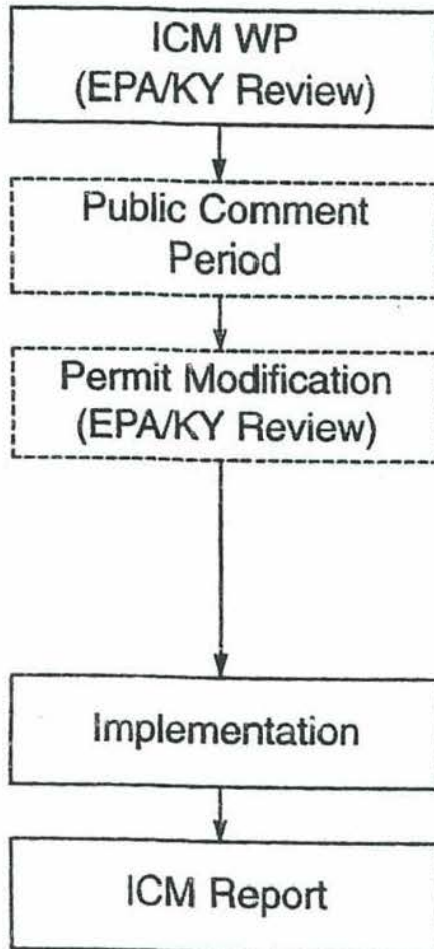 ICM WP
(EPA/KY Review)
Public Comment
Period
Permit Modification
(EPA/KY Review)
Implementation
ICM Report